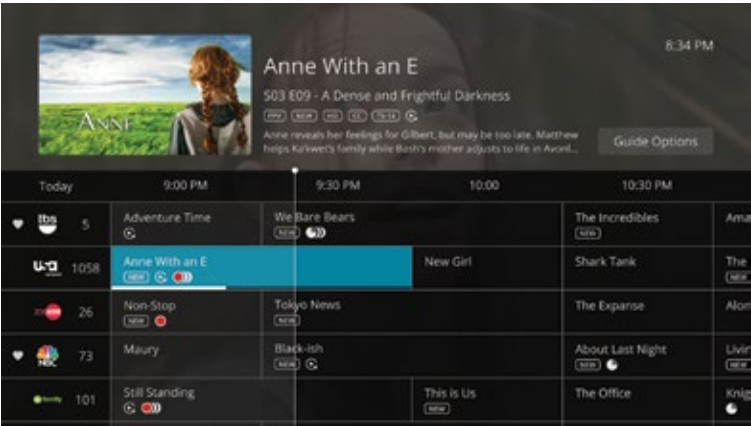 8:34 PM
ANNE
Anne With an E
S03 E09 - A Dense and Frightful Darkness
PPV NEW HD CC TV-14
Anne reveals her feelings for Gilbert, but may be too late. Matthew
helps Ka'kwet's family while Bash's mother adjusts to life in Avonl...
Guide Options
Today 9:00 PM 9:30 PM 10:00 10:30 PM
tbs 5 Adventure Time We Bare Bears The Incredibles Ama
NEW NEW
USA 1058 Anne With an E New Girl Shark Tank The
NEW NEW
26 Non-Stop Tokyo News The Expanse Alon
NEW NEW
NBC 73 Maury Black-ish About Last Night Livin
NEW NEW NEW
family 101 Still Standing This is Us The Office Knig
NEW